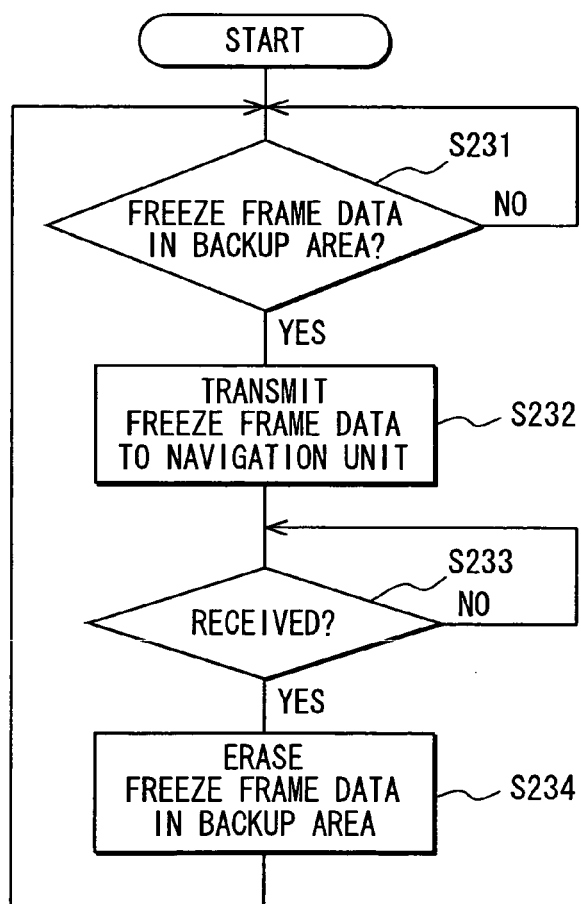 START
S231
FREEZE FRAME DATA
IN BACKUP AREA?
NO
YES
TRANSMIT
FREEZE FRAME DATA
TO NAVIGATION UNIT
S232
S233
RECEIVED?
NO
YES
ERASE
FREEZE FRAME DATA
IN BACKUP AREA
S234